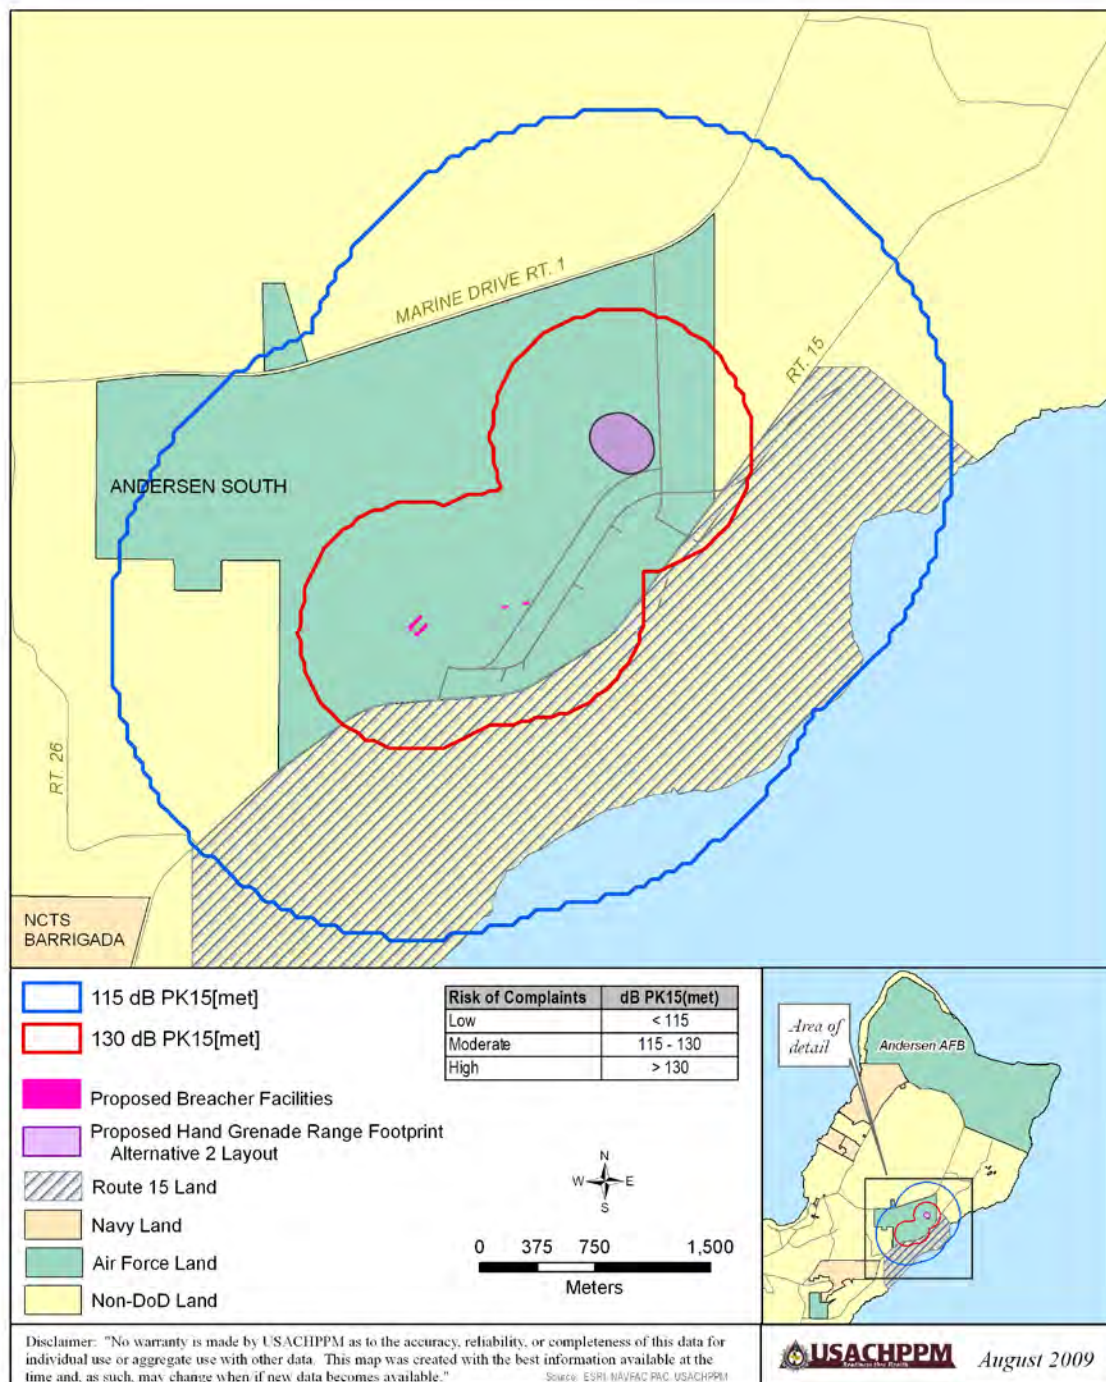 MARINE DRIVE RT. 1
RT. 15
ANDERSEN SOUTH
RT. 26
NCTS
BARRIGADA
115 dB PK15[met]
130 dB PK15[met]
Proposed Breacher Facilities
Proposed Hand Grenade Range Footprint
Alternative 2 Layout
Route 15 Land
Navy Land
Air Force Land
Non-DoD Land
Risk of Complaints dB PK15(met)
Low < 115
Moderate 115 - 130
High > 130
N
W E
S
0 375 750 1,500
Meters
Area of
detail
Andersen AFB
Disclaimer: "No warranty is made by USACHPPM as to the accuracy, reliability, or completeness of this data for
individual use or aggregate use with other data. This map was created with the best information available at the
time and, as such, may change when/if new data becomes available."
Source: ESRI, NAVFAC PAC, USACHPPM
USACHPPM
Readiness thru Health
August 2009